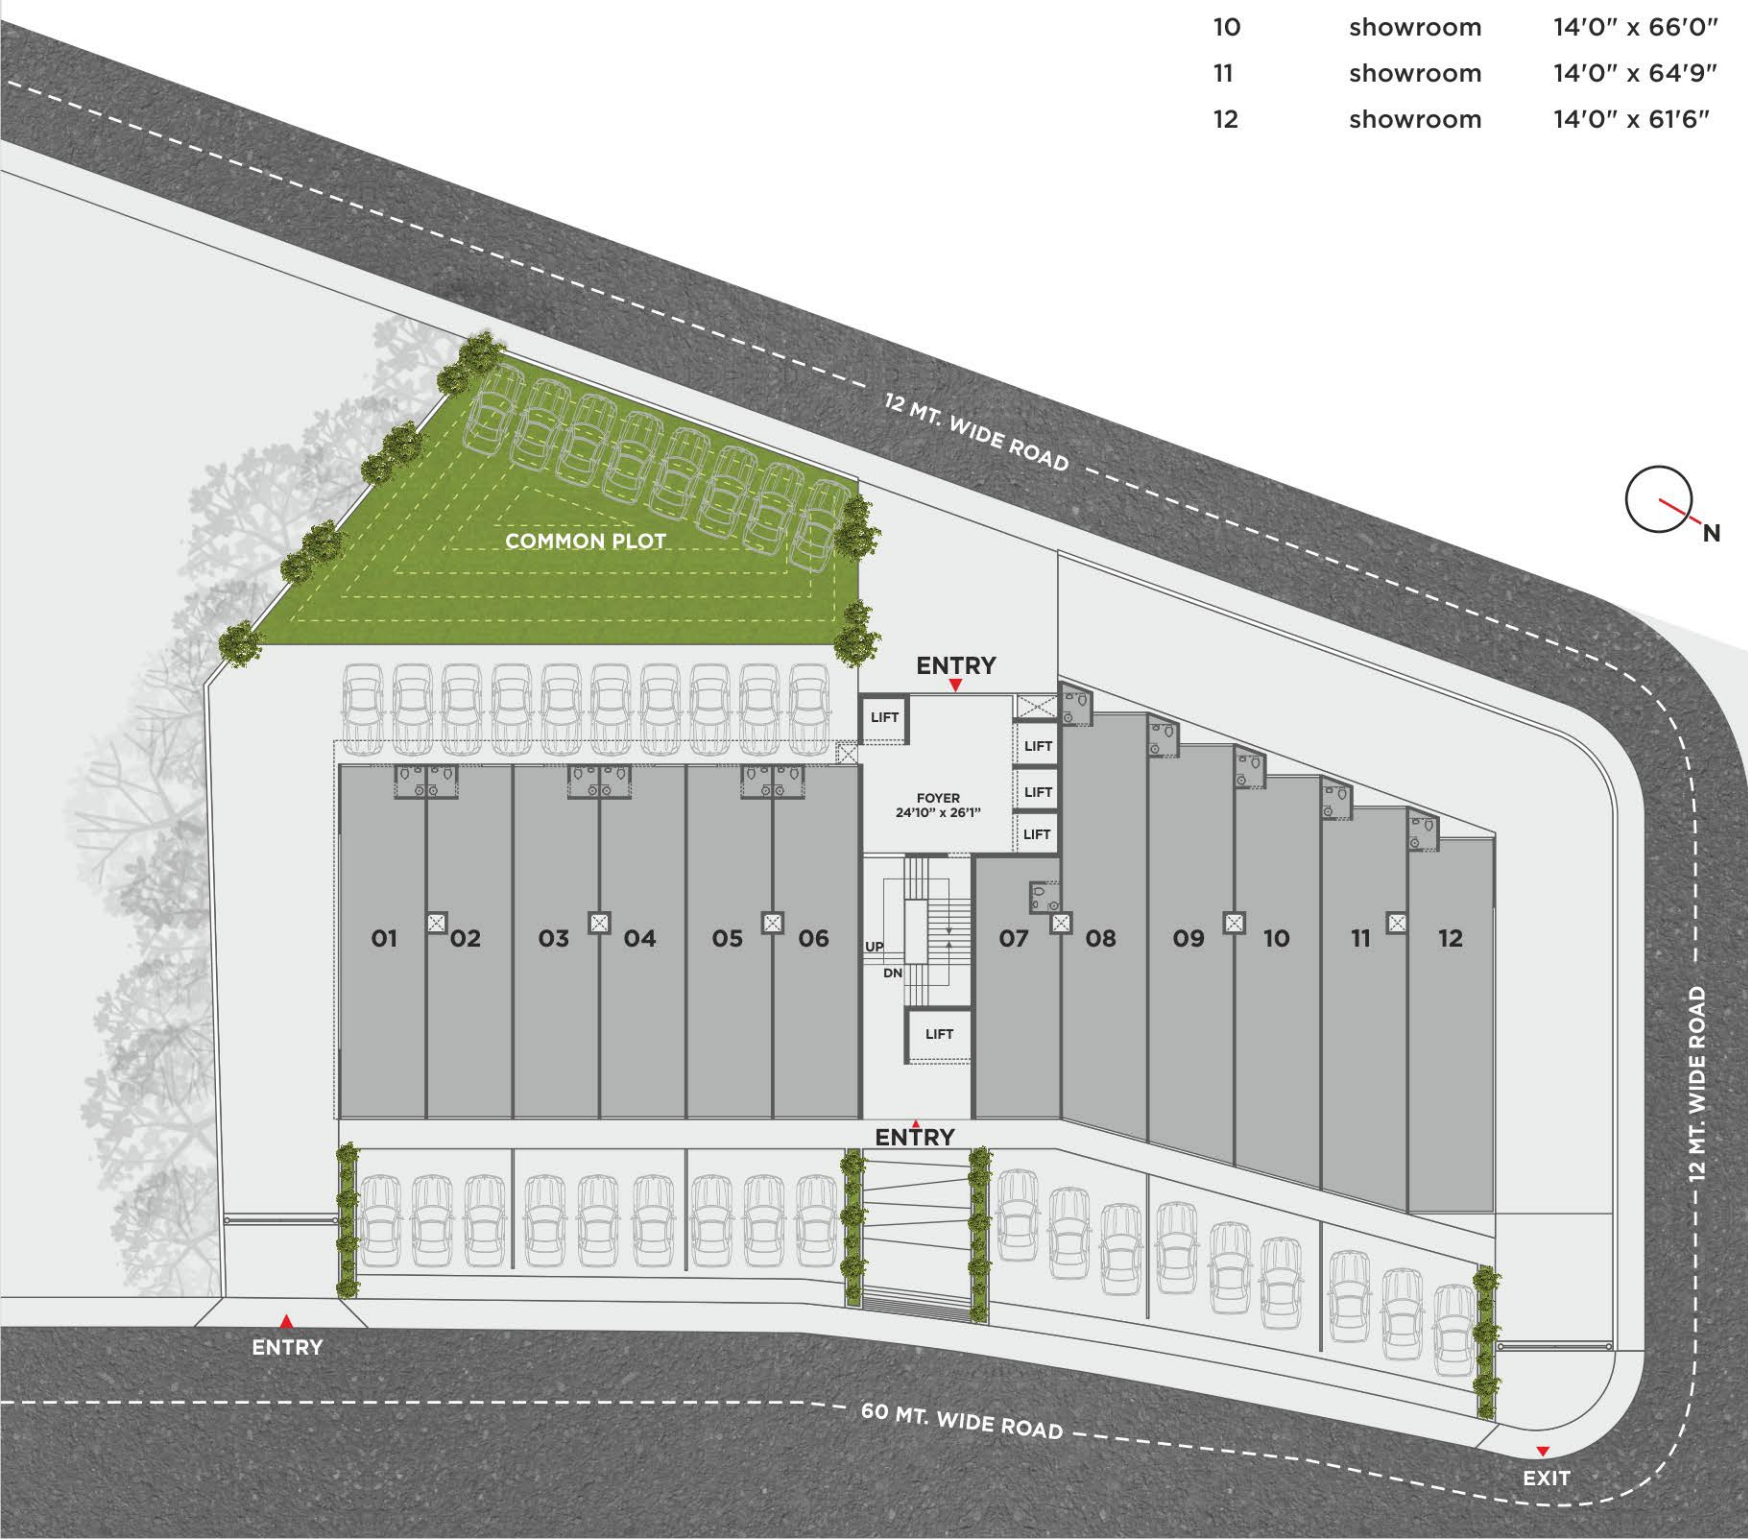 10 showroom 14'0" x 66'0"
11 showroom 14'0" x 64'9"
12 showroom 14'0" x 61'6"
12 MT. WIDE ROAD
N
COMMON PLOT
ENTRY
LIFT
LIFT
LIFT
FOYER
24'10" x 26'1"
LIFT
01 02 03 04 05 06 07 08 09 10 11 12
UP
DN
LIFT
12 MT. WIDE ROAD
ENTRY
ENTRY
60 MT. WIDE ROAD
EXIT